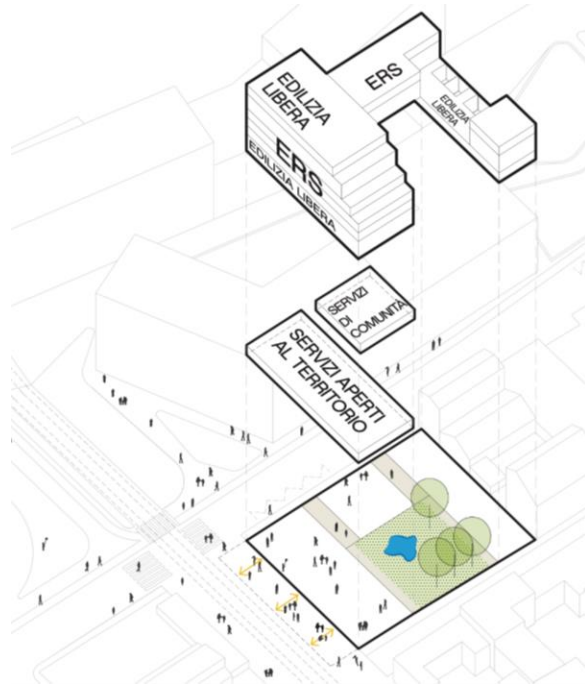 EDILIZIA
LIBERA
ERS
EDILIZIA
LIBERA
ERS
EDILIZIA LIBERA
SERVIZI
DI
COMUNITÀ
SERVIZI APERTI
AL TERRITORIO